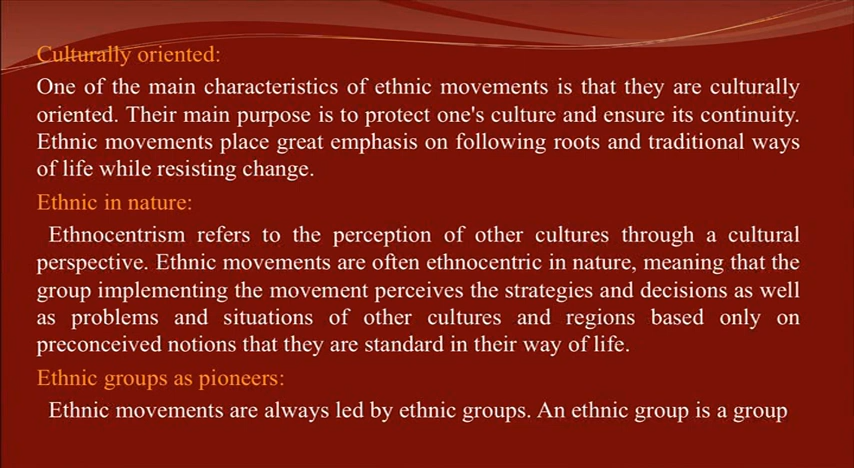 Culturally oriented:
One of the main characteristics of ethnic movements is that they are culturally
oriented. Their main purpose is to protect one's culture and ensure its continuity.
Ethnic movements place great emphasis on following roots and traditional ways
of life while resisting change.
Ethnic in nature:
Ethnocentrism refers to the perception of other cultures through a cultural
perspective. Ethnic movements are often ethnocentric in nature, meaning that the
group implementing the movement perceives the strategies and decisions as well
as problems and situations of other cultures and regions based only on
preconceived notions that they are standard in their way of life.
Ethnic groups as pioneers:
Ethnic movements are always led by ethnic groups. An ethnic group is a group